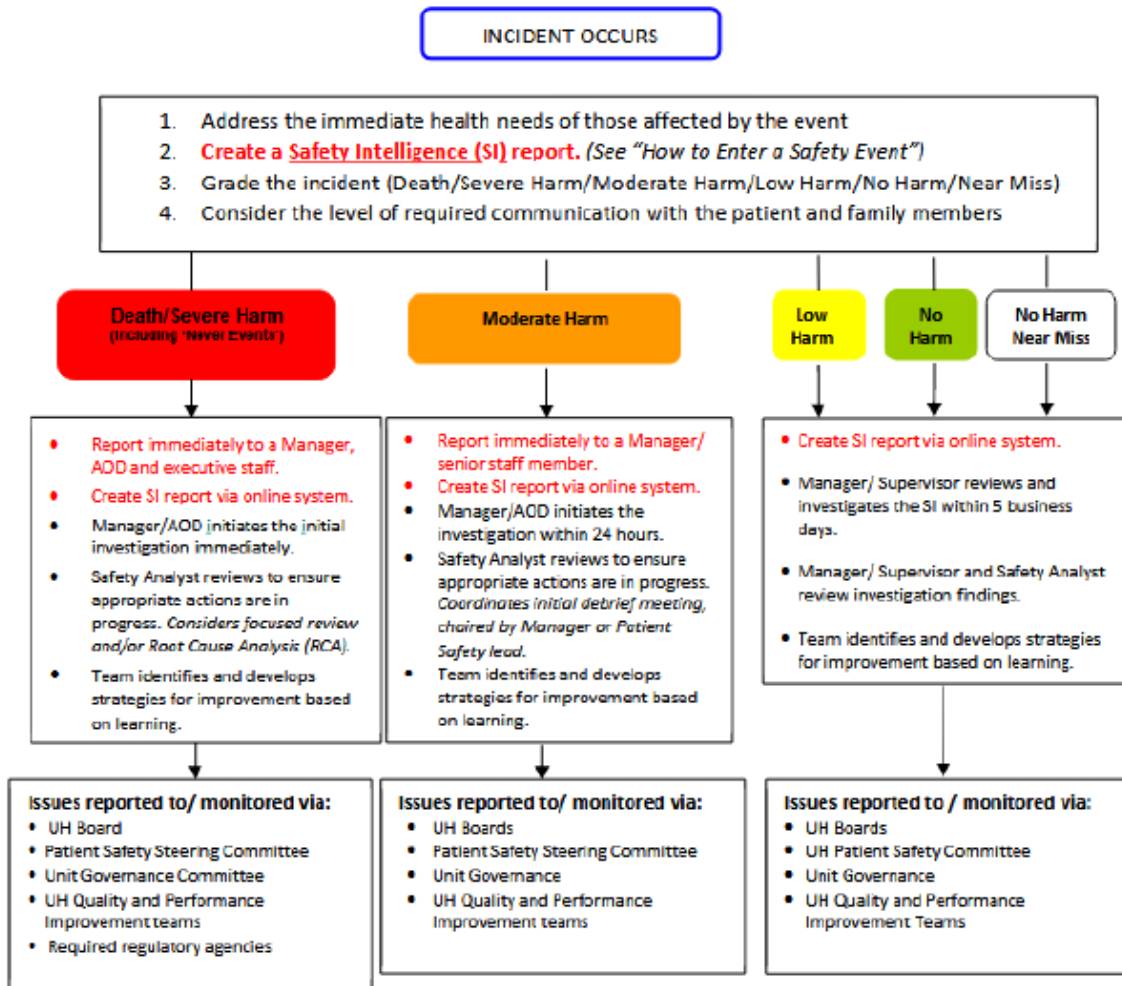 INCIDENT OCCURS
1. Address the immediate health needs of those affected by the event
2. Create a Safety Intelligence (SI) report. (See "How to Enter a Safety Event")
3. Grade the incident (Death/Severe Harm/Moderate Harm/Low Harm/No Harm/Near Miss)
4. Consider the level of required communication with the patient and family members
Death/Severe Harm
(Including 'Never Events')
Moderate Harm
Low
Harm
No
Harm
No Harm
Near Miss
• Report immediately to a Manager,
AOD and executive staff.
• Create SI report via online system.
• Manager/AOD initiates the initial
investigation immediately.
• Safety Analyst reviews to ensure
appropriate actions are in
progress. Considers focused review
and/or Root Cause Analysis (RCA).
• Team identifies and develops
strategies for improvement based
on learning.
• Report immediately to a Manager/
senior staff member.
• Create SI report via online system.
• Manager/AOD initiates the
investigation within 24 hours.
• Safety Analyst reviews to ensure
appropriate actions are in progress.
Coordinates initial debrief meeting,
chaired by Manager or Patient
Safety lead.
• Team identifies and develops
strategies for improvement based
on learning.
• Create SI report via online system.
• Manager/ Supervisor reviews and
investigates the SI within 5 business
days.
• Manager/ Supervisor and Safety Analyst
review investigation findings.
• Team identifies and develops strategies
for improvement based on learning.
Issues reported to/ monitored via:
• UH Board
• Patient Safety Steering Committee
• Unit Governance Committee
• UH Quality and Performance
Improvement teams
• Required regulatory agencies
Issues reported to/ monitored via:
• UH Boards
• Patient Safety Steering Committee
• Unit Governance
• UH Quality and Performance
Improvement teams
Issues reported to / monitored via:
• UH Boards
• UH Patient Safety Committee
• Unit Governance
• UH Quality and Performance
Improvement Teams